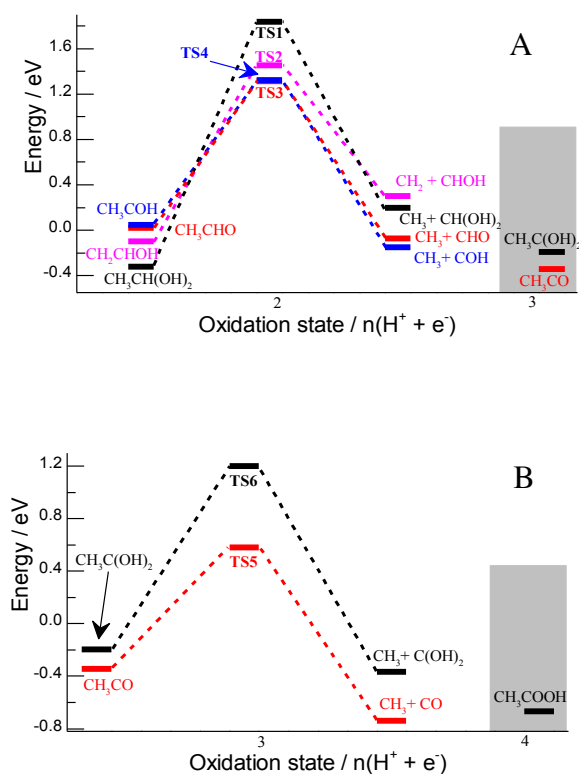 A
TS1
1.6
TS4
TS2
TS3
1.2
Energy / eV
0.8
0.4
CH₂ + CHOH
CH₃COH
CH₃CHO
CH₃+ CH(OH)₂
CH₃C(OH)₂
0.0
CH₂CHOH
CH₃+ CHO
CH₃+ COH
CH₃CO
-0.4
CH₃CH(OH)₂
2
3
Oxidation state / n(H⁺ + e⁻)
B
1.2
TS6
0.8
Energy / eV
TS5
CH₃C(OH)₂
0.4
0.0
CH₃+ C(OH)₂
-0.4
CH₃CO
CH₃+ CO
CH₃COOH
-0.8
3
4
Oxidation state / n(H⁺ + e⁻)